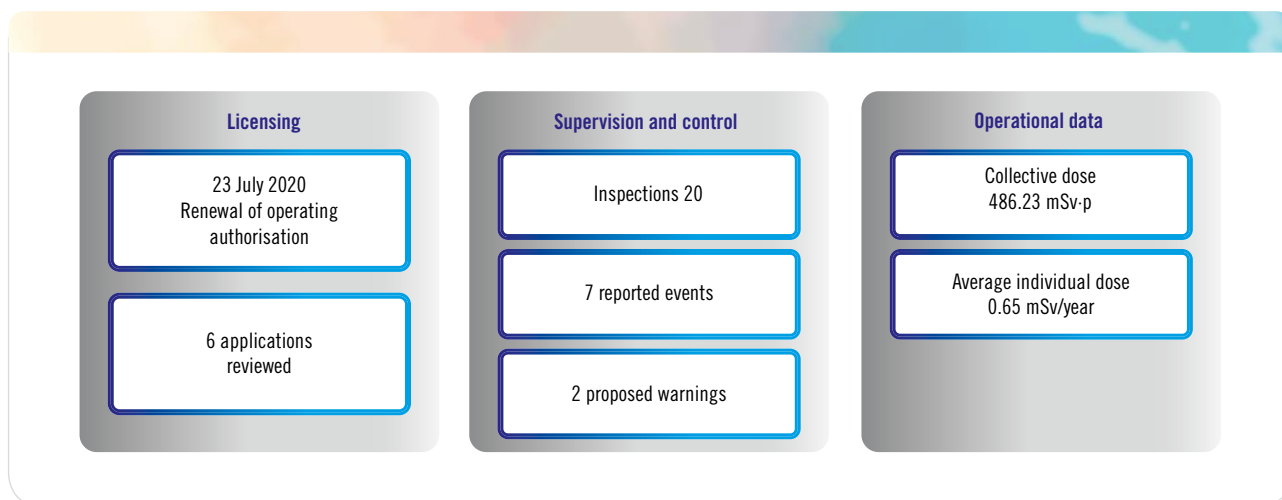 Licensing
23 July 2020
Renewal of operating
authorisation
6 applications
reviewed
Supervision and control
Inspections 20
7 reported events
2 proposed warnings
Operational data
Collective dose
486.23 mSv·p
Average individual dose
0.65 mSv/year